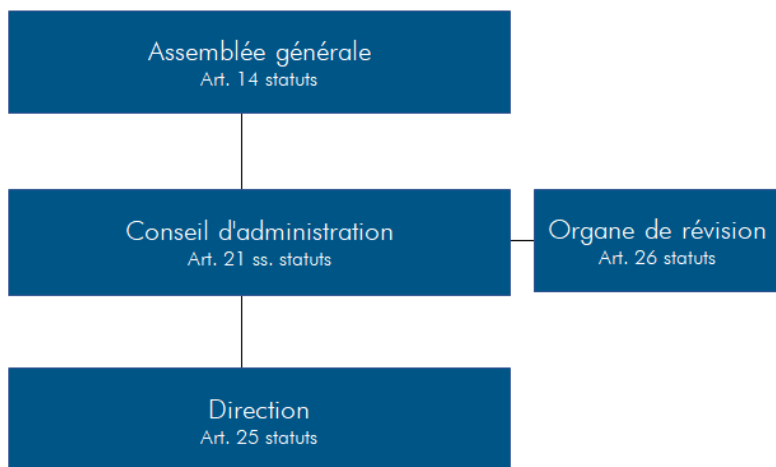 Assemblée générale
Art. 14 statuts
Conseil d'administration
Art. 21 ss. statuts
Organe de révision
Art. 26 statuts
Direction
Art. 25 statuts